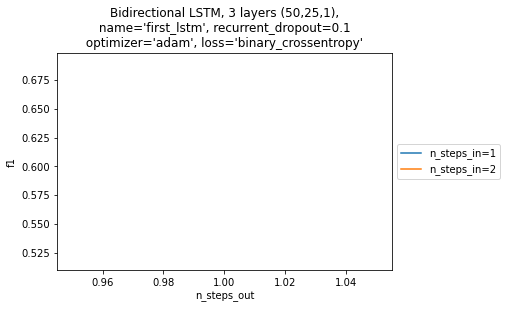 Bidirectional LSTM, 3 layers (50,25,1),
name='first_lstm', recurrent_dropout=0.1
optimizer='adam', loss='binary_crossentropy'
0.675
0.650
0.625
0.600
0.575
0.550
0.525
f1
0.96 0.98 1.00 1.02 1.04
n_steps_out
n_steps_in=1
n_steps_in=2